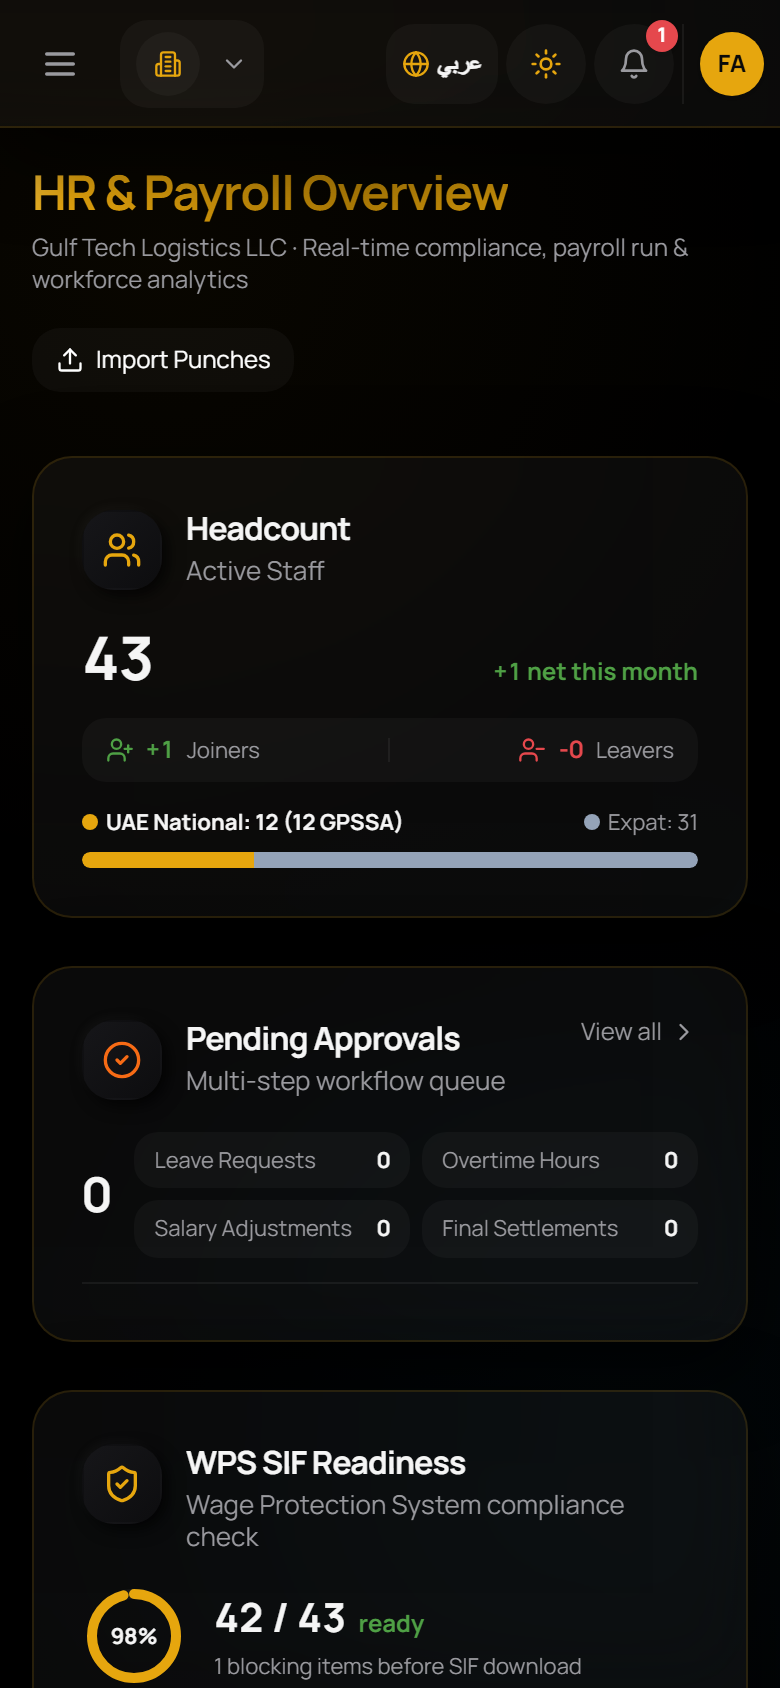 عربي
1
FA
HR & Payroll Overview
Gulf Tech Logistics LLC · Real-time compliance, payroll run &
workforce analytics
Import Punches
Headcount
Active Staff
43
+1 net this month
+1 Joiners
-0 Leavers
UAE National: 12 (12 GPSSA)
Expat: 31
Pending Approvals
View all
Multi-step workflow queue
0
Leave Requests 0
Overtime Hours 0
Salary Adjustments 0
Final Settlements 0
WPS SIF Readiness
Wage Protection System compliance
check
98%
42 / 43 ready
1 blocking items before SIF download